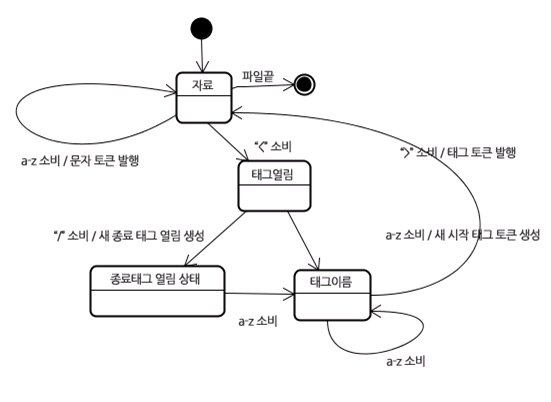 파일끝
자료
"<" 소비
a-z 소비 / 문자 토큰 발행
">" 소비 / 태그 토큰 발행
태그열림
"/" 소비 / 새 종료 태그 열림 생성
a-z 소비 / 새 시작 태그 토큰 생성
종료태그 열림 상태
태그이름
a-z 소비
a-z 소비